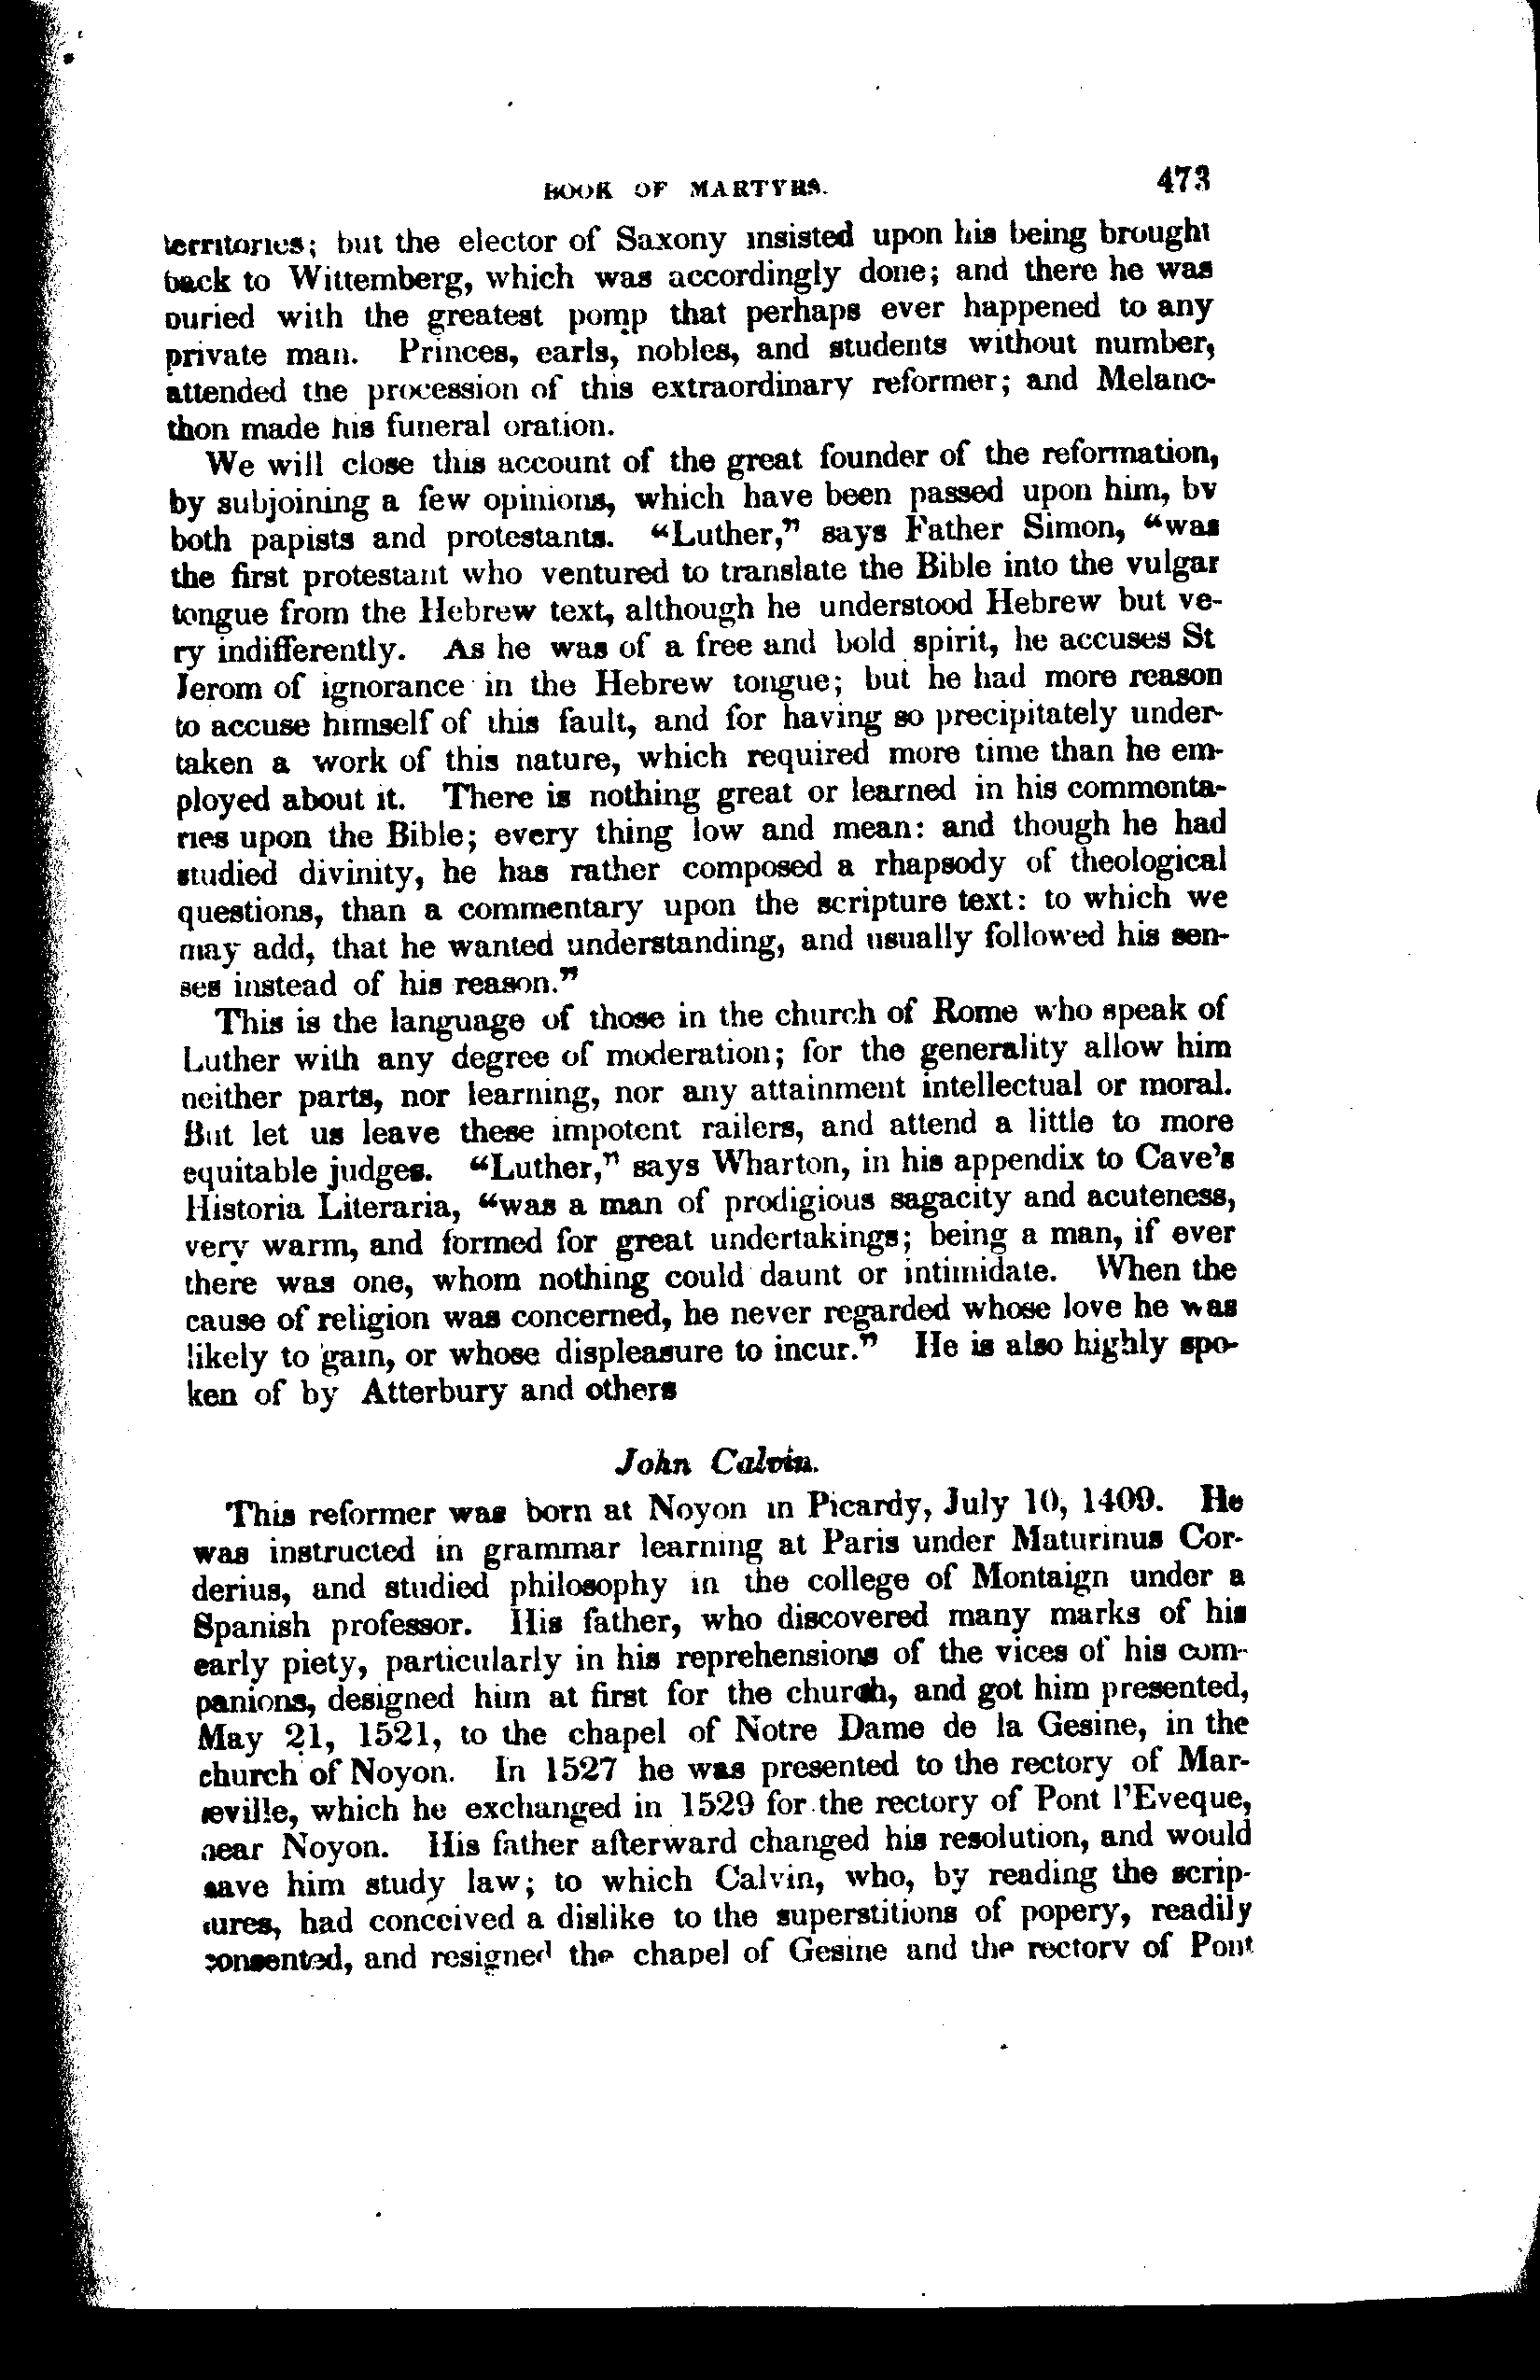 BOOK OF MARTYRS. 473
territories; but the elector of Saxony insisted upon his being brought
back to Wittemberg, which was accordingly done; and there he was
buried with the greatest pomp that perhaps ever happened to any
private man. Princes, earls, nobles, and students without number,
attended the procession of this extraordinary reformer; and Melanc-
thon made his funeral oration.
We will close this account of the great founder of the reformation,
by subjoining a few opinions, which have been passed upon him, by
both papists and protestants. “Luther,” says Father Simon, “was
the first protestant who ventured to translate the Bible into the vulgar
tongue from the Hebrew text, although he understood Hebrew but ve-
ry indifferently. As he was of a free and bold spirit, he accuses St
Jerom of ignorance in the Hebrew tongue; but he had more reason
to accuse himself of this fault, and for having so precipitately under-
taken a work of this nature, which required more time than he em-
ployed about it. There is nothing great or learned in his commenta-
ries upon the Bible; every thing low and mean: and though he had
studied divinity, he has rather composed a rhapsody of theological
questions, than a commentary upon the scripture text: to which we
may add, that he wanted understanding, and usually followed his sen-
ses instead of his reason.”
This is the language of those in the church of Rome who speak of
Luther with any degree of moderation; for the generality allow him
neither parts, nor learning, nor any attainment intellectual or moral.
But let us leave these impotent railers, and attend a little to more
equitable judges. “Luther,” says Wharton, in his appendix to Cave's
Historia Literaria, “was a man of prodigious sagacity and acuteness,
very warm, and formed for great undertakings; being a man, if ever
there was one, whom nothing could daunt or intimidate. When the
cause of religion was concerned, he never regarded whose love he was
likely to gain, or whose displeasure to incur.” He is also highly spo-
ken of by Atterbury and others
John Calvin.
This reformer was born at Noyon in Picardy, July 10, 1409. He
was instructed in grammar learning at Paris under Maturinus Cor-
derius, and studied philosophy in the college of Montaign under a
Spanish professor. His father, who discovered many marks of his
early piety, particularly in his reprehensions of the vices of his com-
panions, designed him at first for the church, and got him presented,
May 21, 1521, to the chapel of Notre Dame de la Gesine, in the
church of Noyon. In 1527 he was presented to the rectory of Mar-
seville, which he exchanged in 1529 for the rectory of Pont l'Eveque,
near Noyon. His father afterward changed his resolution, and would
have him study law; to which Calvin, who, by reading the scrip-
tures, had conceived a dislike to the superstitions of popery, readily
consented, and resigned the chapel of Gesine and the rectory of Pont